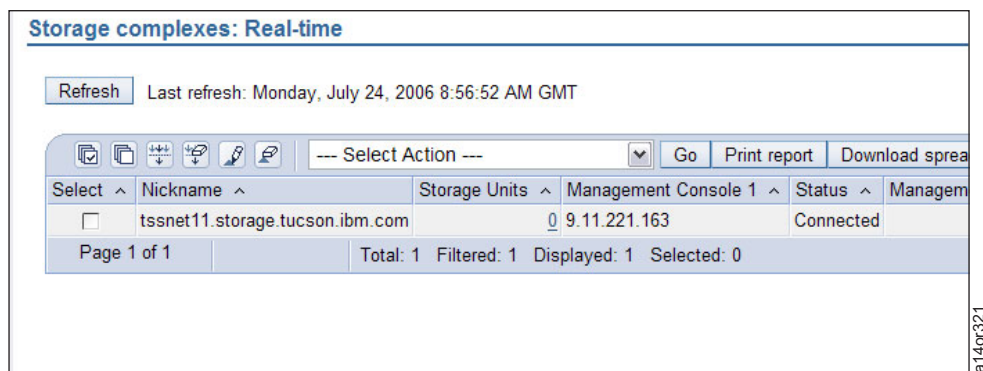 Storage complexes: Real-time
Refresh Last refresh: Monday, July 24, 2006 8:56:52 AM GMT
--- Select Action --- Go Print report Download sprea
Select Nickname Storage Units Management Console 1 Status Managem
tssnet11.storage.tucson.ibm.com 0 9.11.221.163 Connected
Page 1 of 1 Total: 1 Filtered: 1 Displayed: 1 Selected: 0
a14or321